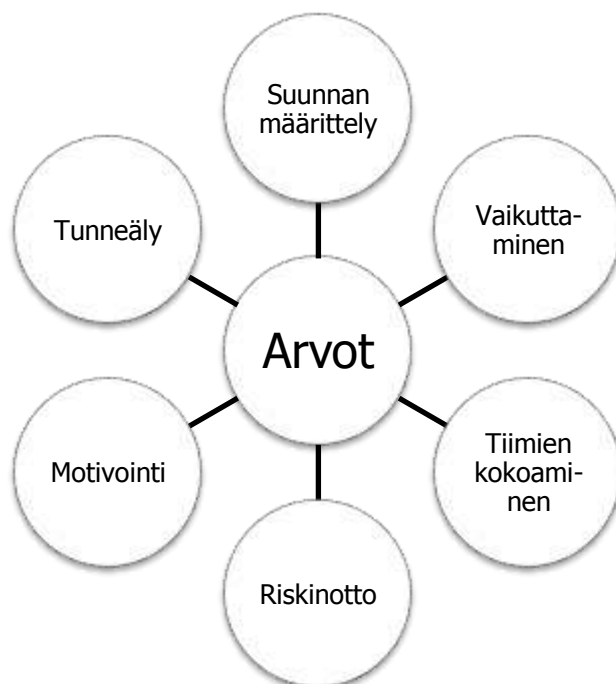 Suunnan
määrittely
Tunneäly
Vaikutta-
minen
Arvot
Motivointi
Tiimien
kokoami-
nen
Riskinotto